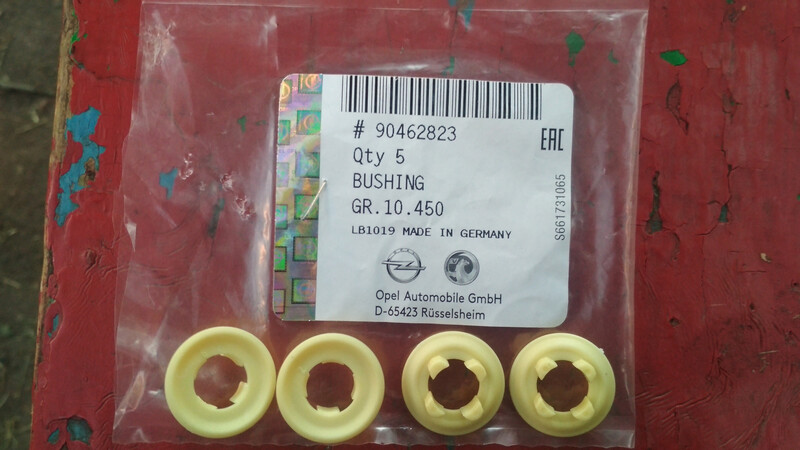 # 90462823
EAC
Qty 5
BUSHING
GR.10.450
LB1019 MADE IN GERMANY
S661731065
Opel Automobile GmbH
D-65423 Rüsselsheim